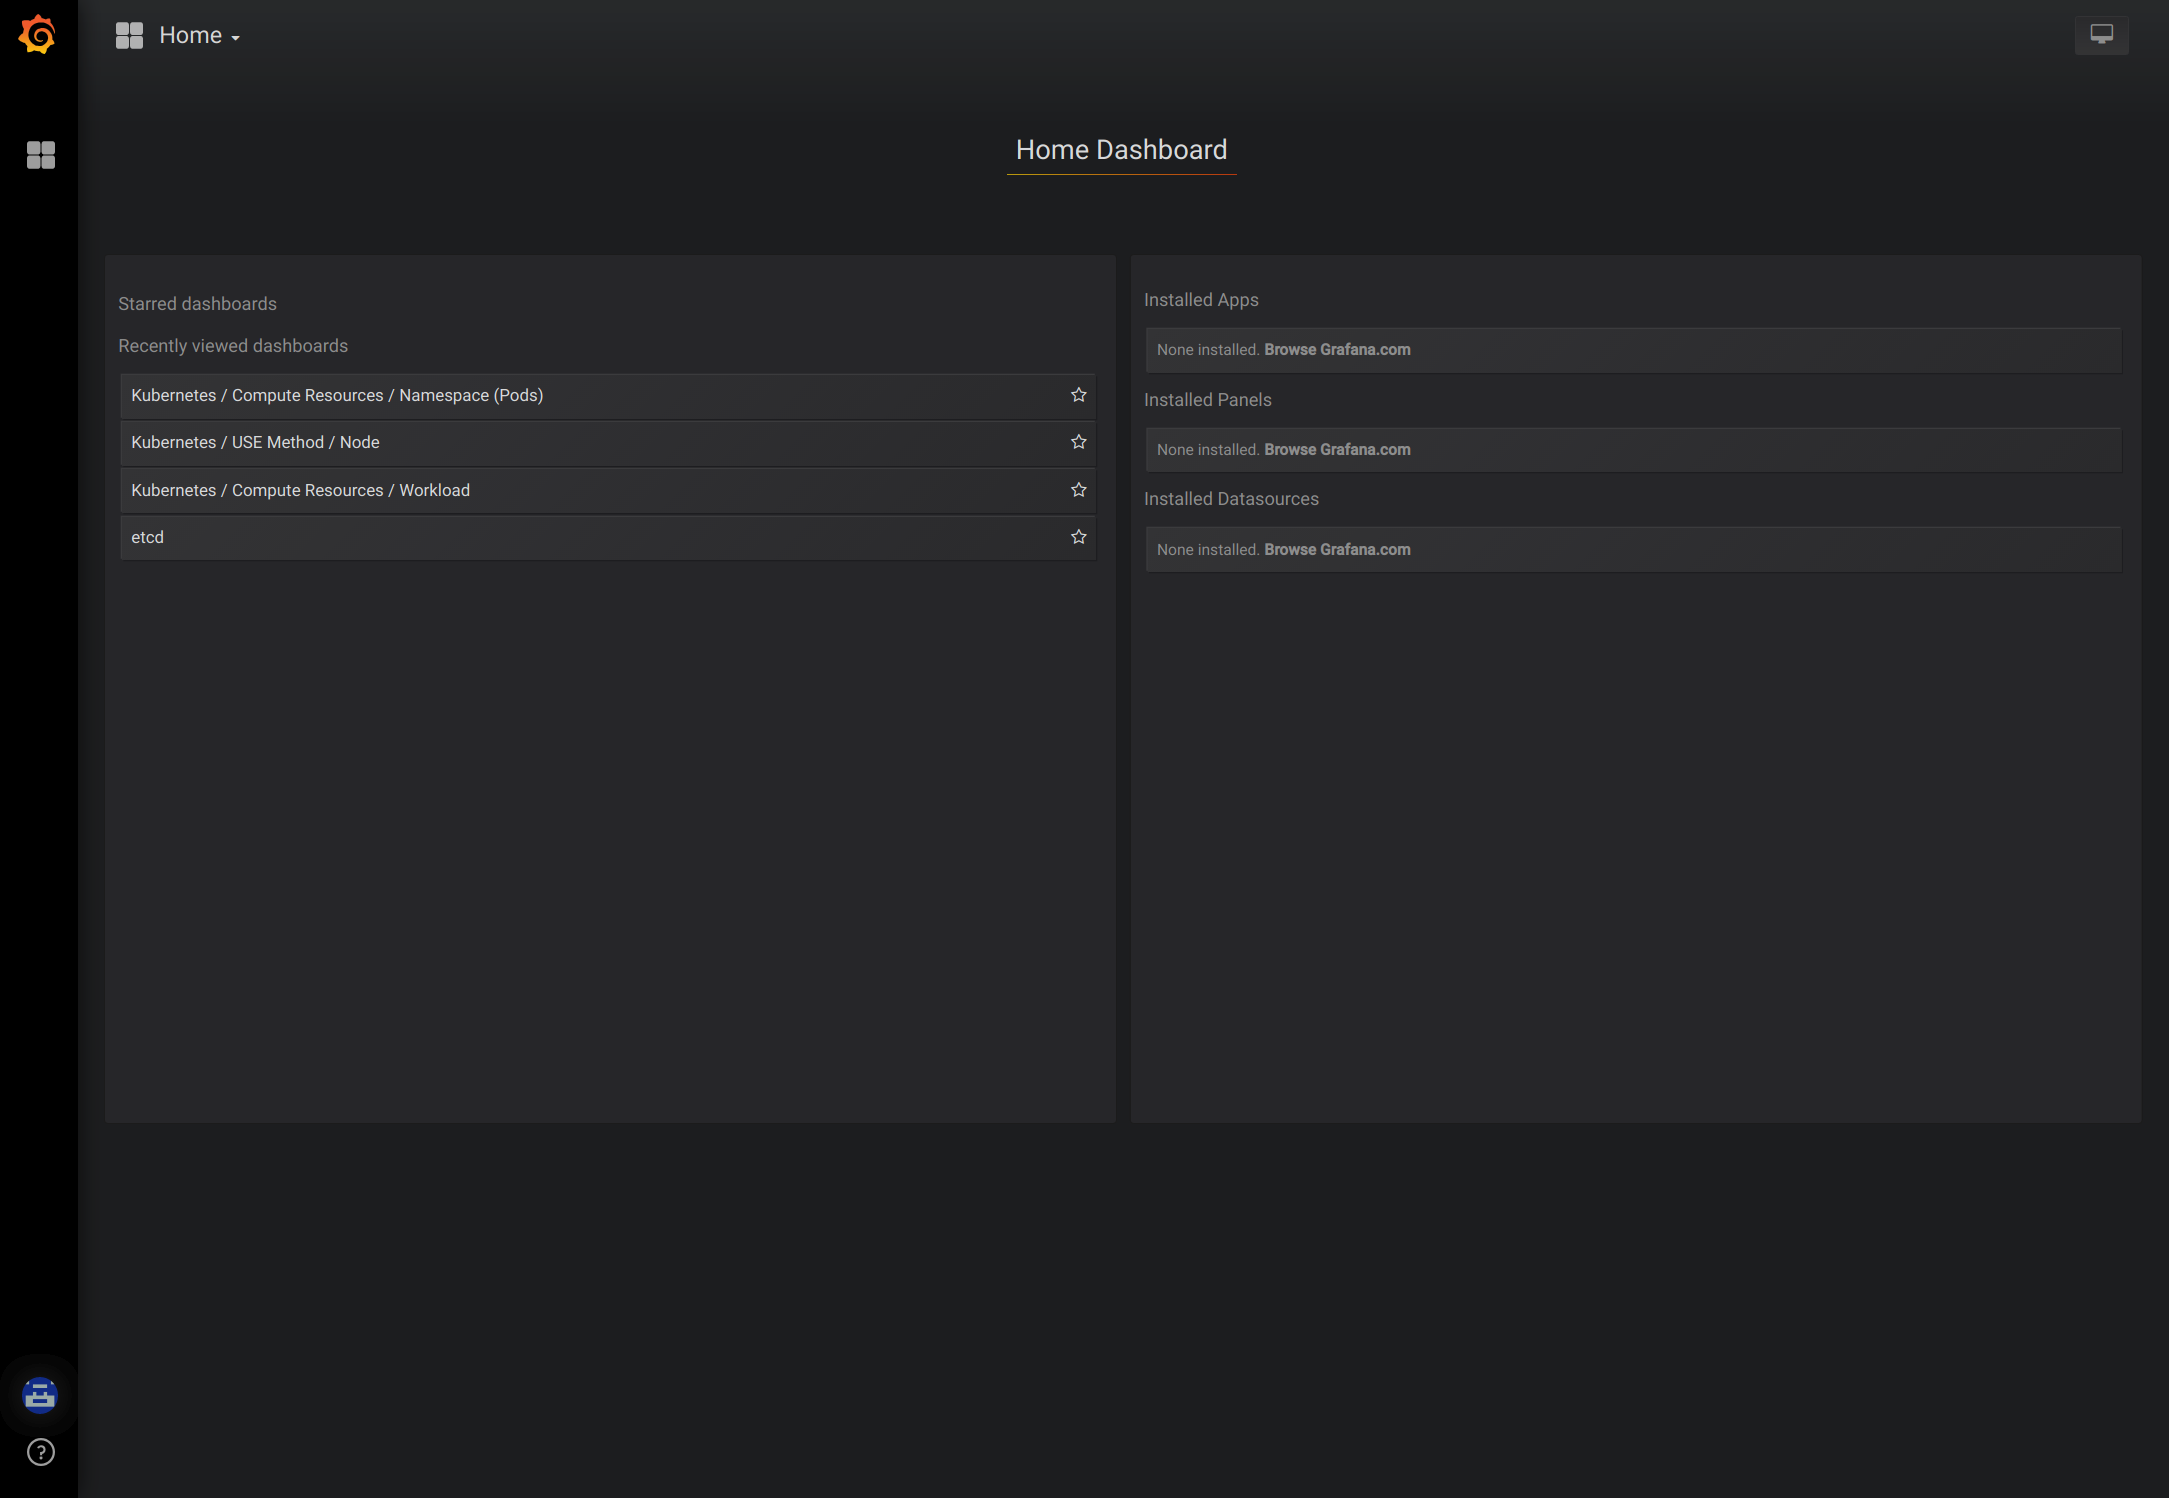 Home
Home Dashboard
Starred dashboards
Recently viewed dashboards
Kubernetes / Compute Resources / Namespace (Pods)
Kubernetes / USE Method / Node
Kubernetes / Compute Resources / Workload
etcd
Installed Apps
None installed. Browse Grafana.com
Installed Panels
None installed. Browse Grafana.com
Installed Datasources
None installed. Browse Grafana.com
?